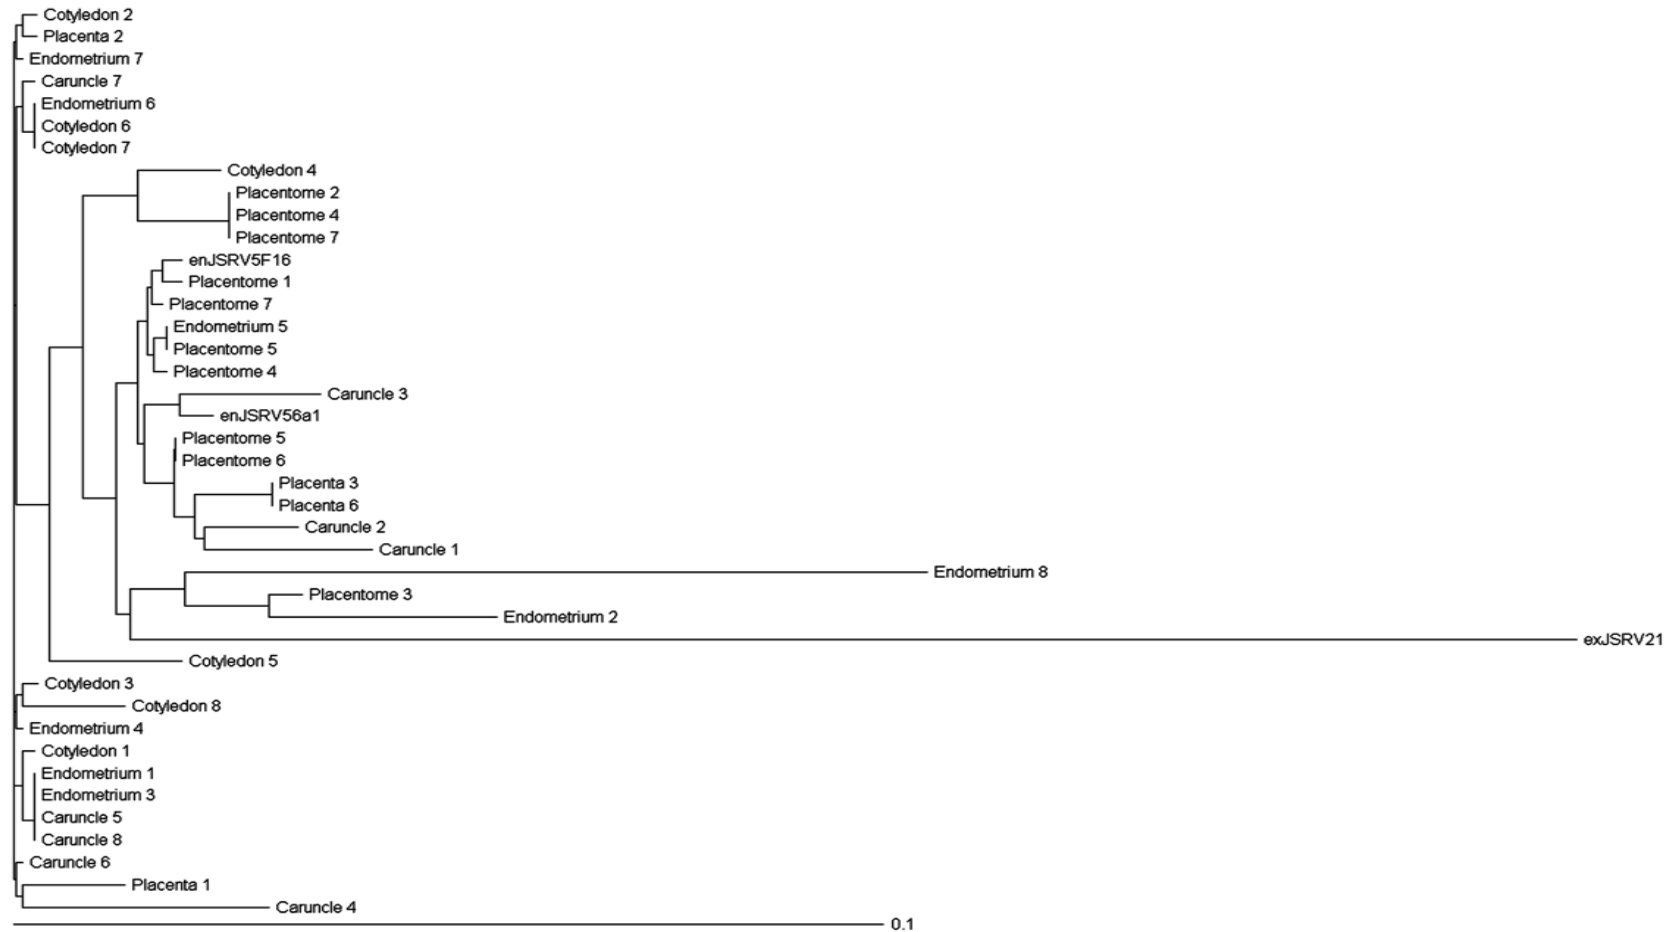 Cotyledon 2
Placenta 2
Endometrium 7
Caruncle 7
Endometrium 6
Cotyledon 6
Cotyledon 7
Cotyledon 4
Placentome 2
Placentome 4
Placentome 7
enJSRV5F16
Placentome 1
Placentome 7
Endometrium 5
Placentome 5
Placentome 4
Caruncle 3
enJSRV56a1
Placentome 5
Placentome 6
Placenta 3
Placenta 6
Caruncle 2
Caruncle 1
Endometrium 8
Placentome 3
Endometrium 2
exJSRV21
Cotyledon 5
Cotyledon 3
Cotyledon 8
Endometrium 4
Cotyledon 1
Endometrium 1
Endometrium 3
Caruncle 5
Caruncle 8
Caruncle 6
Placenta 1
Caruncle 4
0.1